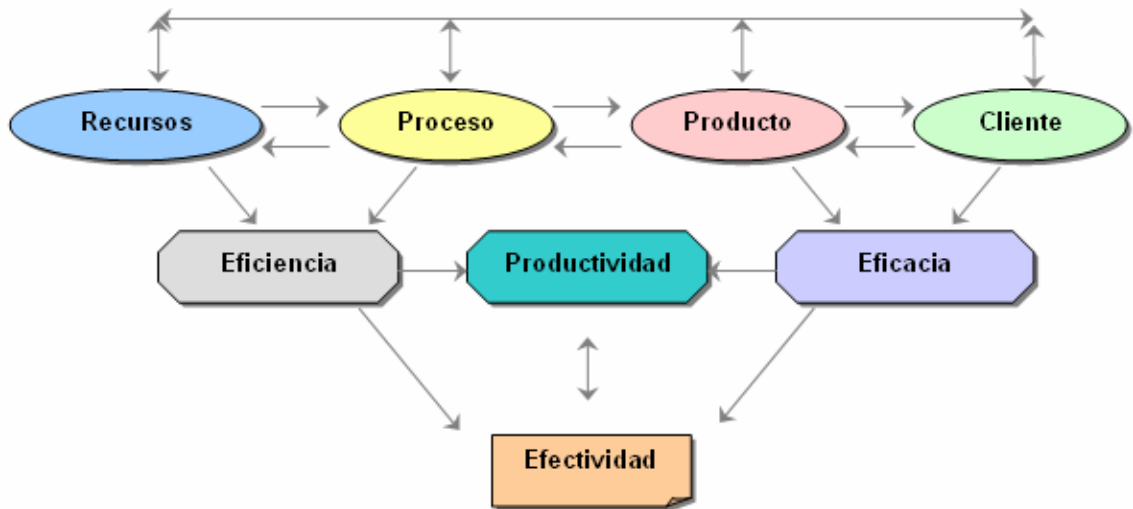 Recursos
Proceso
Producto
Cliente
Eficiencia
Productividad
Eficacia
Efectividad